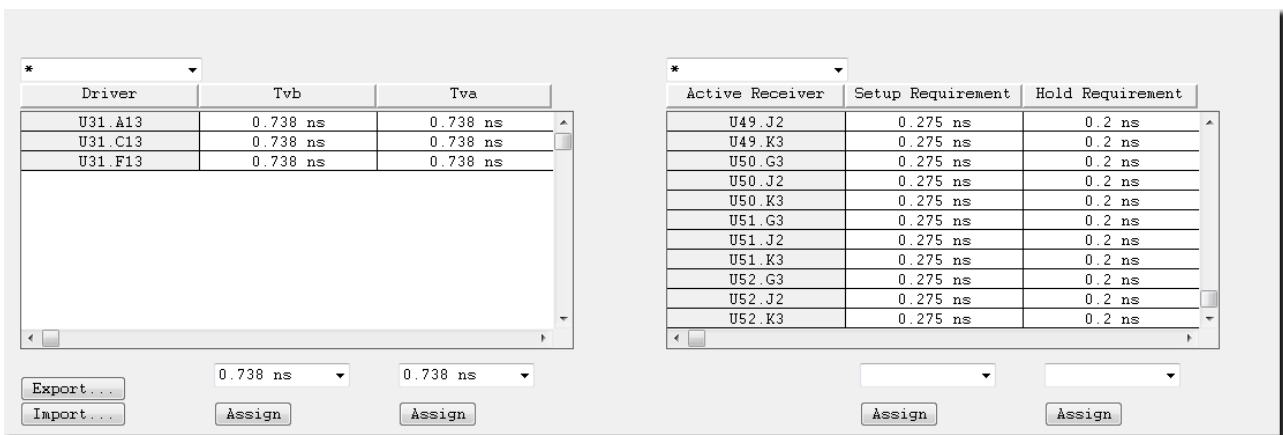 * *
Driver Tvb Tva Active Receiver Setup Requirement Hold Requirement
U31.A13 0.738 ns 0.738 ns U49.J2 0.275 ns 0.2 ns
U31.C13 0.738 ns 0.738 ns U49.K3 0.275 ns 0.2 ns
U31.F13 0.738 ns 0.738 ns U50.G3 0.275 ns 0.2 ns
U50.J2 0.275 ns 0.2 ns
U50.K3 0.275 ns 0.2 ns
U51.G3 0.275 ns 0.2 ns
U51.J2 0.275 ns 0.2 ns
U51.K3 0.275 ns 0.2 ns
U52.G3 0.275 ns 0.2 ns
U52.J2 0.275 ns 0.2 ns
U52.K3 0.275 ns 0.2 ns
0.738 ns 0.738 ns
Export...
Import... Assign Assign Assign Assign